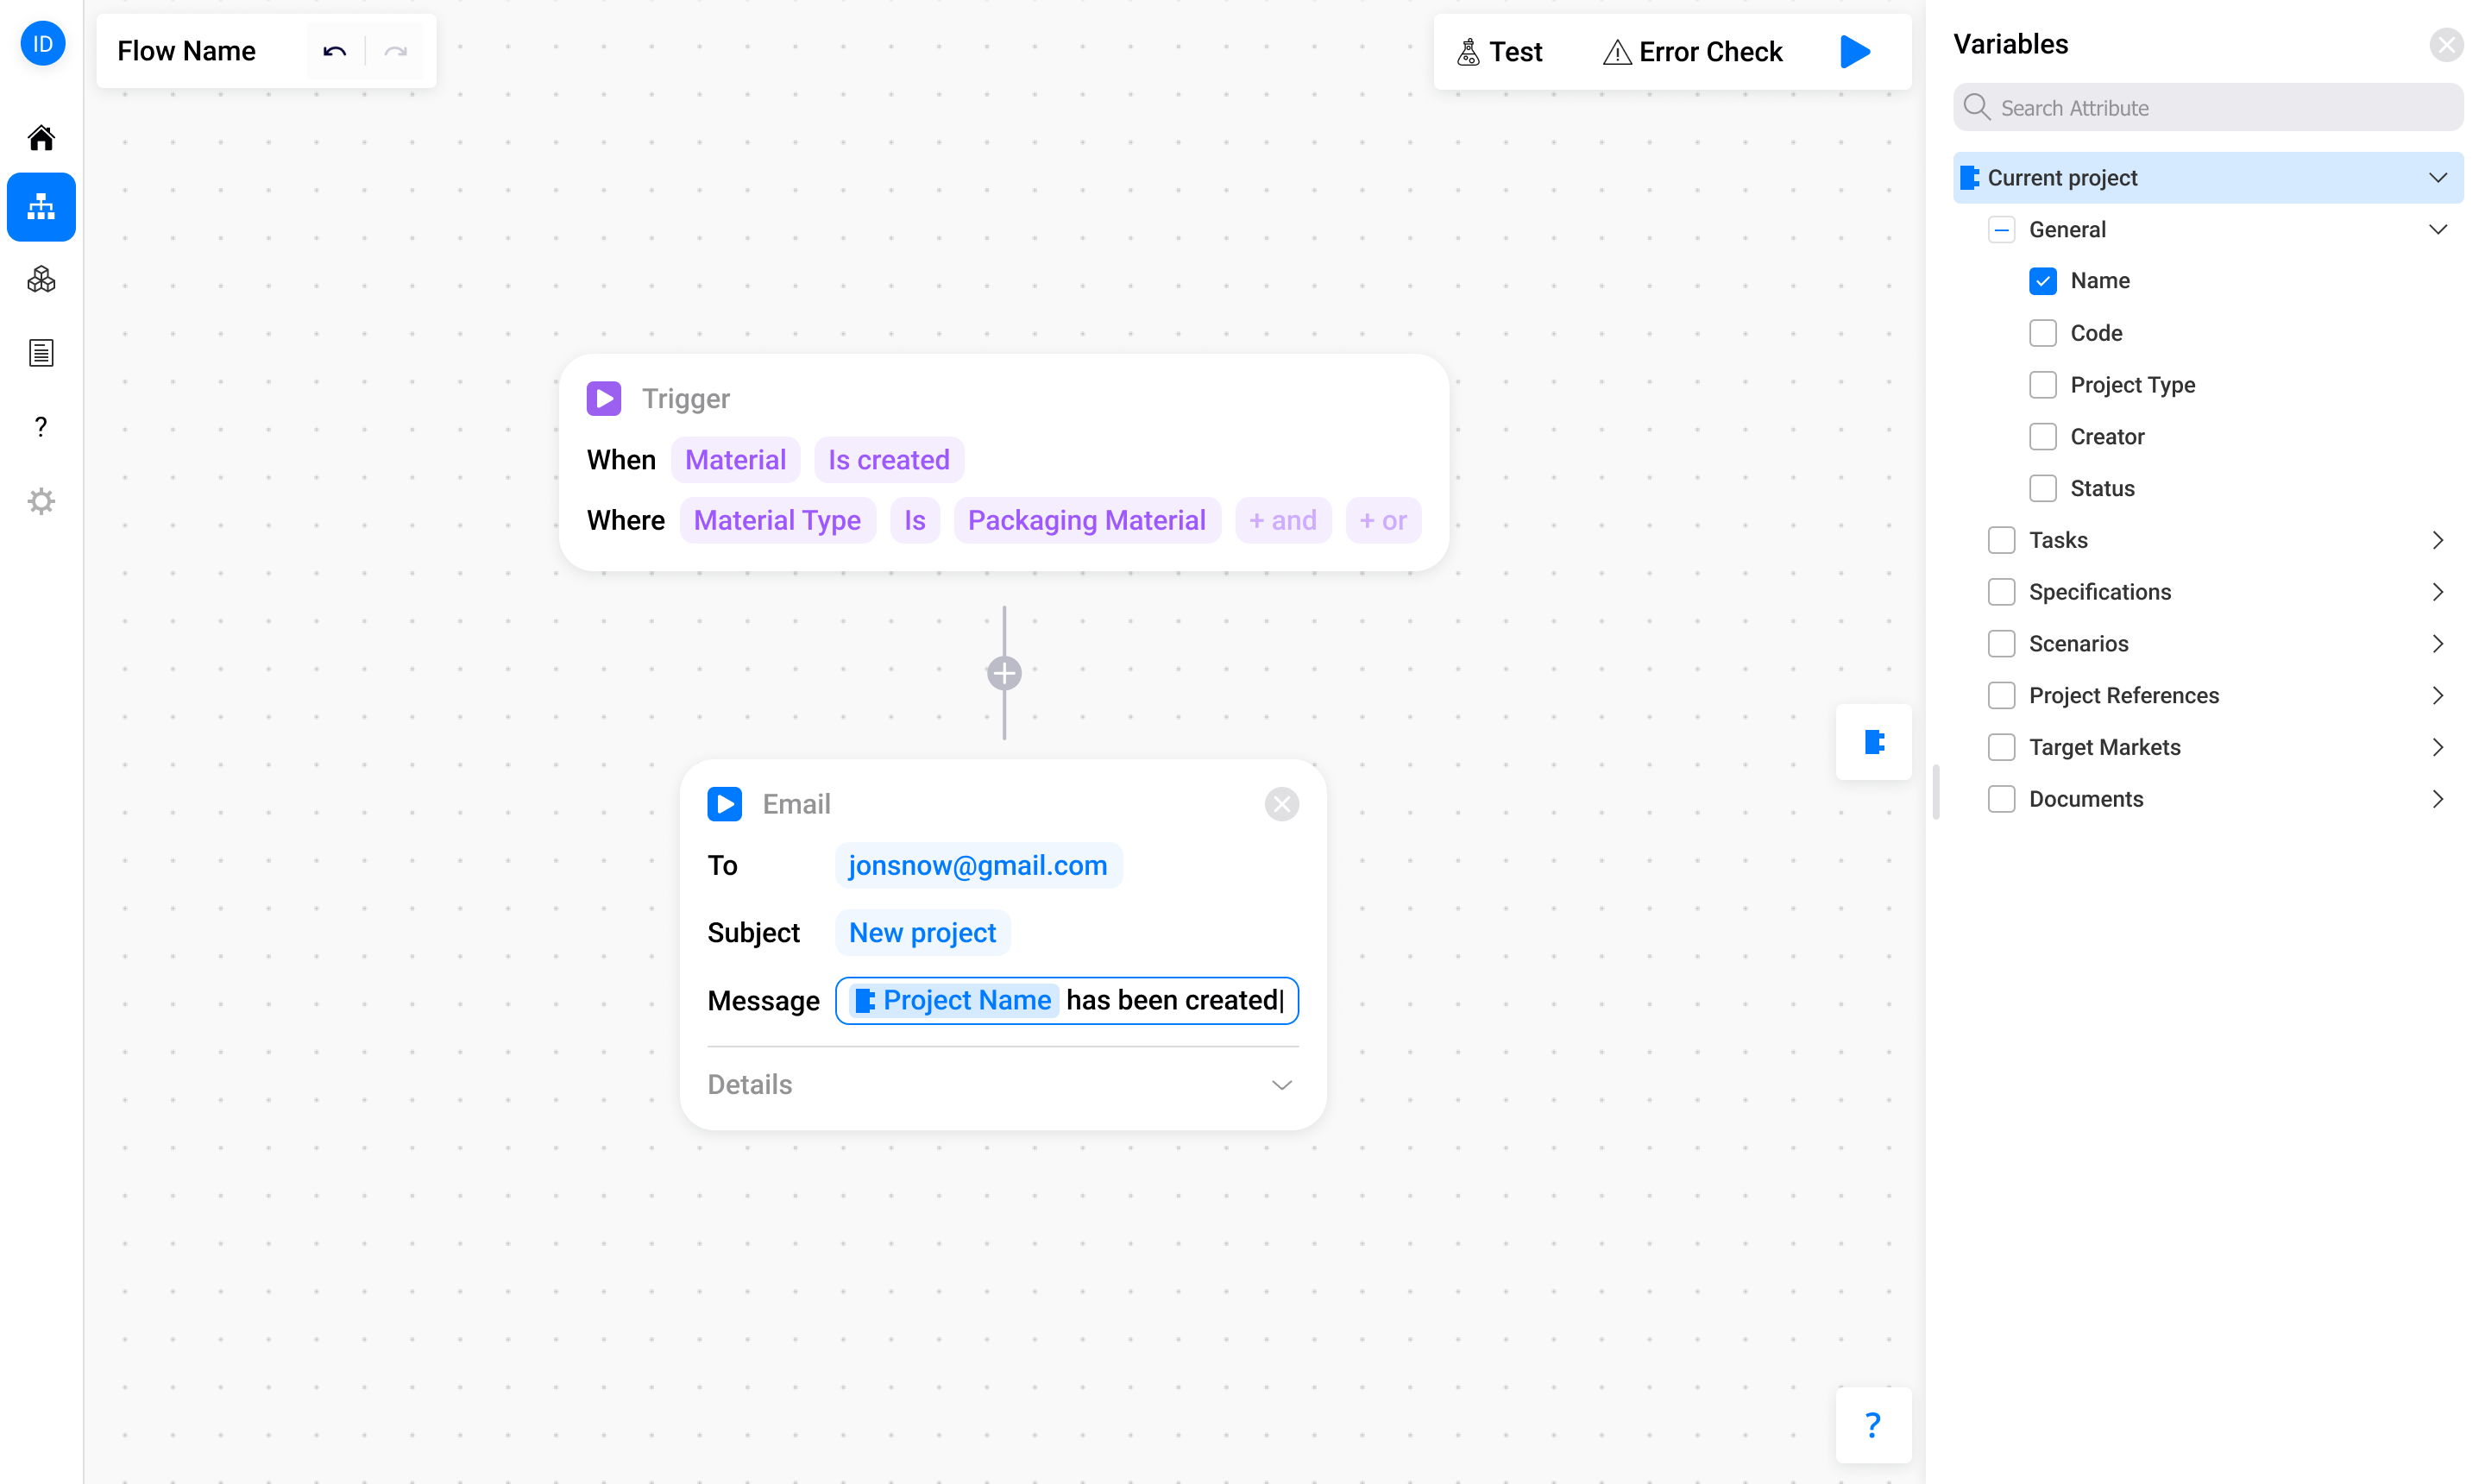 ID
Flow Name
Test
Error Check
?
Trigger
When Material Is created
Where Material Type Is Packaging Material + and + or
Email
To jonsnow@gmail.com
Subject New project
Message Project Name has been created
Details
?
Variables
Search Attribute
Current project
General
Name
Code
Project Type
Creator
Status
Tasks
Specifications
Scenarios
Project References
Target Markets
Documents